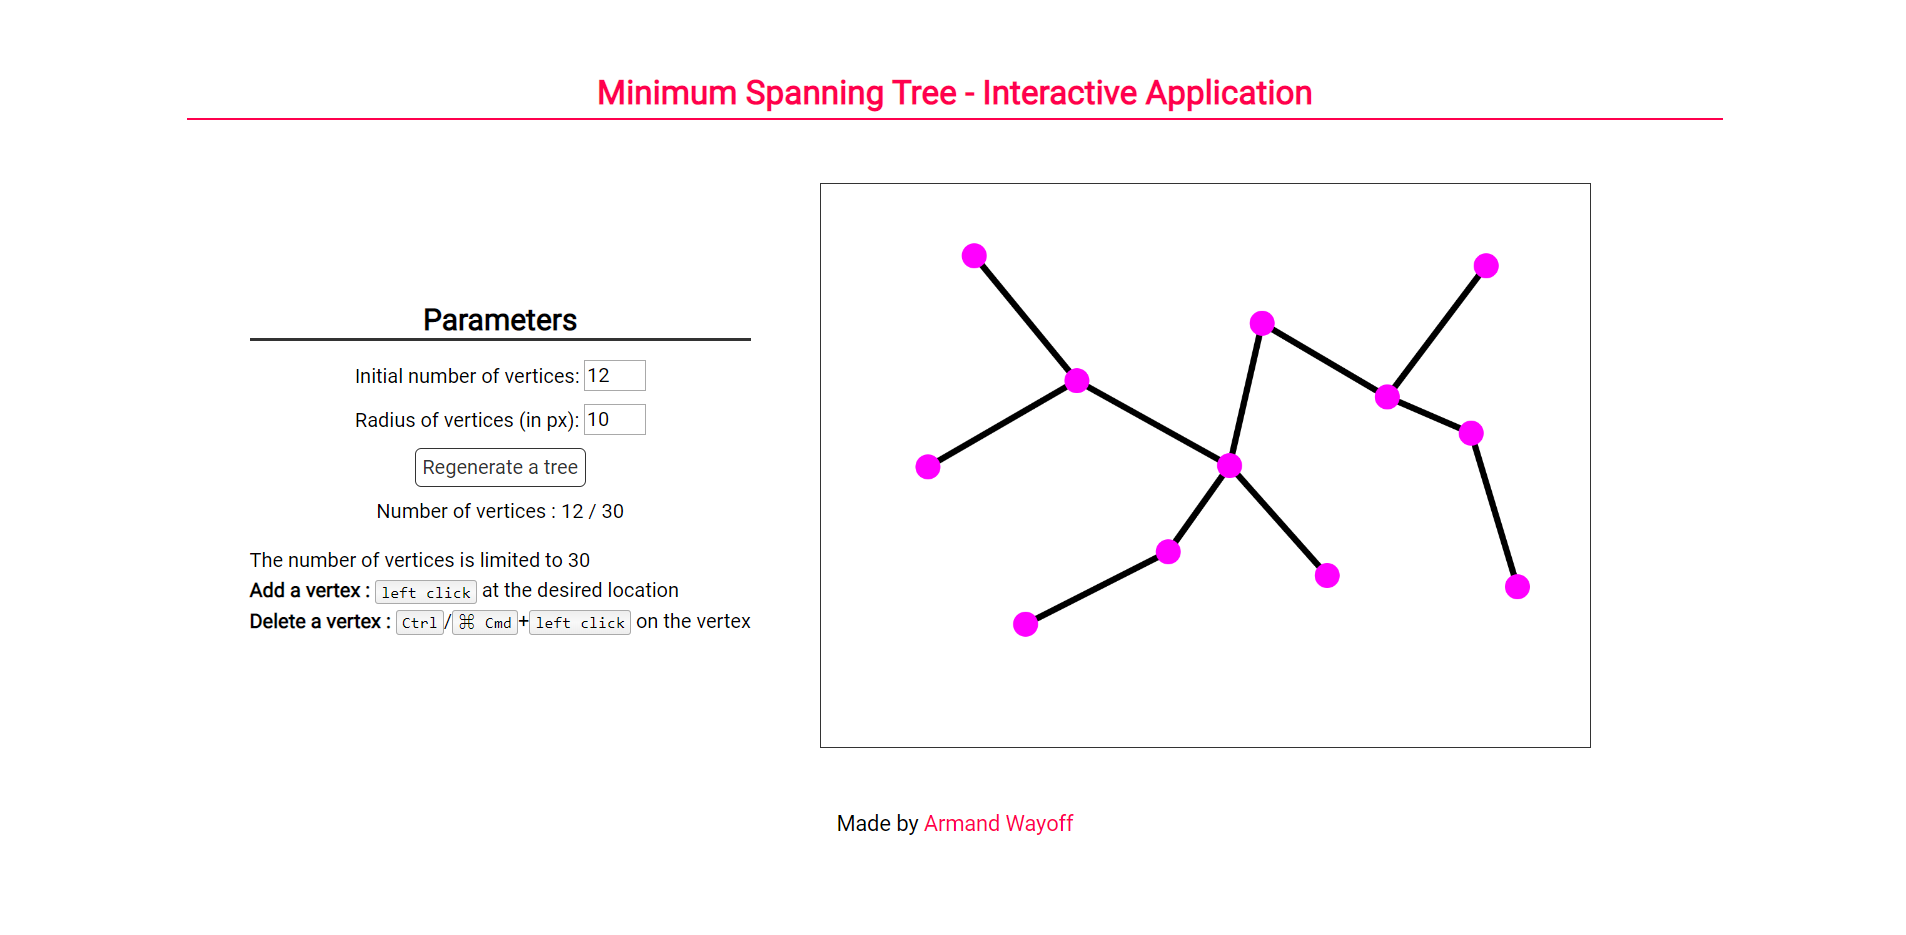 Minimum Spanning Tree - Interactive Application
Parameters
Initial number of vertices: 12
Radius of vertices (in px): 10
Regenerate a tree
Number of vertices : 12 / 30
The number of vertices is limited to 30
Add a vertex : left click at the desired location
Delete a vertex : Ctrl/⌘ Cmd+left click on the vertex
Made by Armand Wayoff